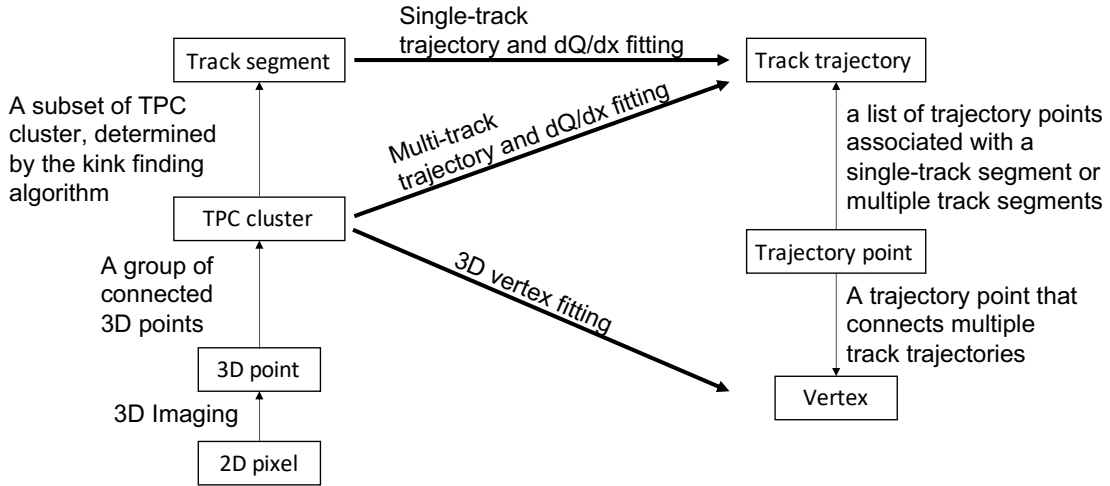 Single-track
trajectory and dQ/dx fitting
Track segment
Track trajectory
A subset of TPC
cluster, determined
by the kink finding
algorithm
Multi-track
trajectory and dQ/dx fitting
a list of trajectory points
associated with a
single-track segment or
multiple track segments
TPC cluster
Trajectory point
A group of
connected
3D points
3D vertex fitting
A trajectory point that
connects multiple
track trajectories
3D point
Vertex
3D Imaging
2D pixel